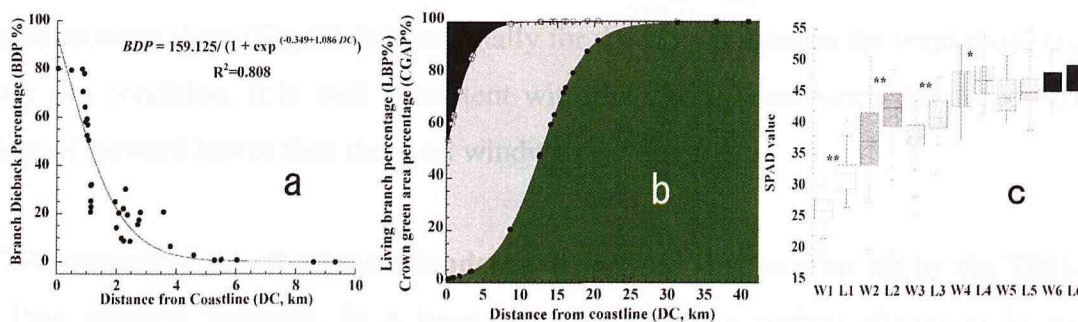 BDP = 159.125/ (1 + exp (-0.349+1.086 DC)
R²=0.808
Branch Dieback Percentage (BDP %)
100
80
60
40
20
0
0 2 4 6 8 10
Distance fron Coastline (DC, km)
a
Living branch percentage (LBP%)
Crown green area percentage (CGAP%)
100
80
60
40
20
0
0 5 10 15 20 25 30 35 40
Distance from coastline (DC, km)
b
SPAD value
55
50
45
40
35
30
25
20
15
** ** ** *
W1 L1 W2 L2 W3 L3 W4 L4 W5 L5 W6 L6
c